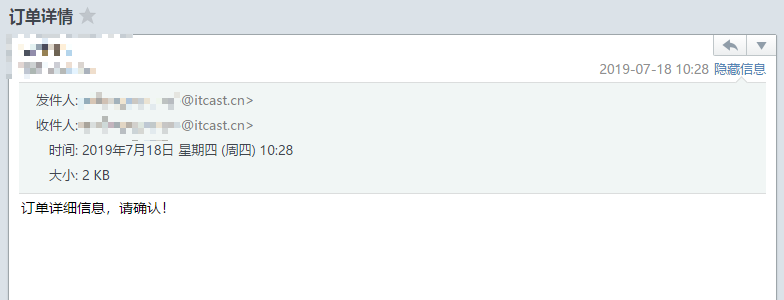 订单详情
2019-07-18 10:28 隐藏信息
发件人: @itcast.cn>
收件人: @itcast.cn>
时间: 2019年7月18日 星期四 (周四) 10:28
大小: 2 KB
订单详细信息，请确认！